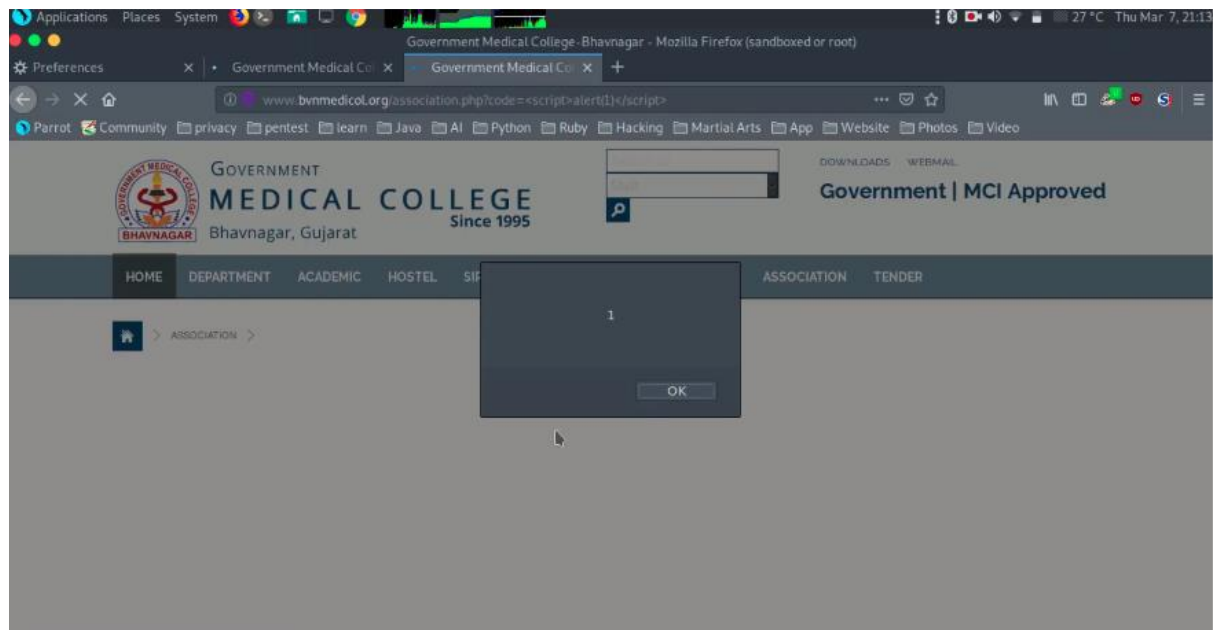 Applications Places System 27 °C Thu Mar 7, 21:13
Government Medical College-Bhavnagar - Mozilla Firefox (sandboxed or root)
Preferences Government Medical Col Government Medical Col
www.bvnmedicol.org/association.php?code=<script>alert(1)</script>
Parrot Community privacy pentest learn Java AI Python Ruby Hacking Martial Arts App Website Photos Video
GOVERNMENT
MEDICAL COLLEGE
Since 1995
BHAVNAGAR
Bhavnagar, Gujarat
DOWNLOADS WEBMAIL
Government | MCI Approved
HOME DEPARTMENT ACADEMIC HOSTEL ASSOCIATION TENDER
ASSOCIATION
1
OK